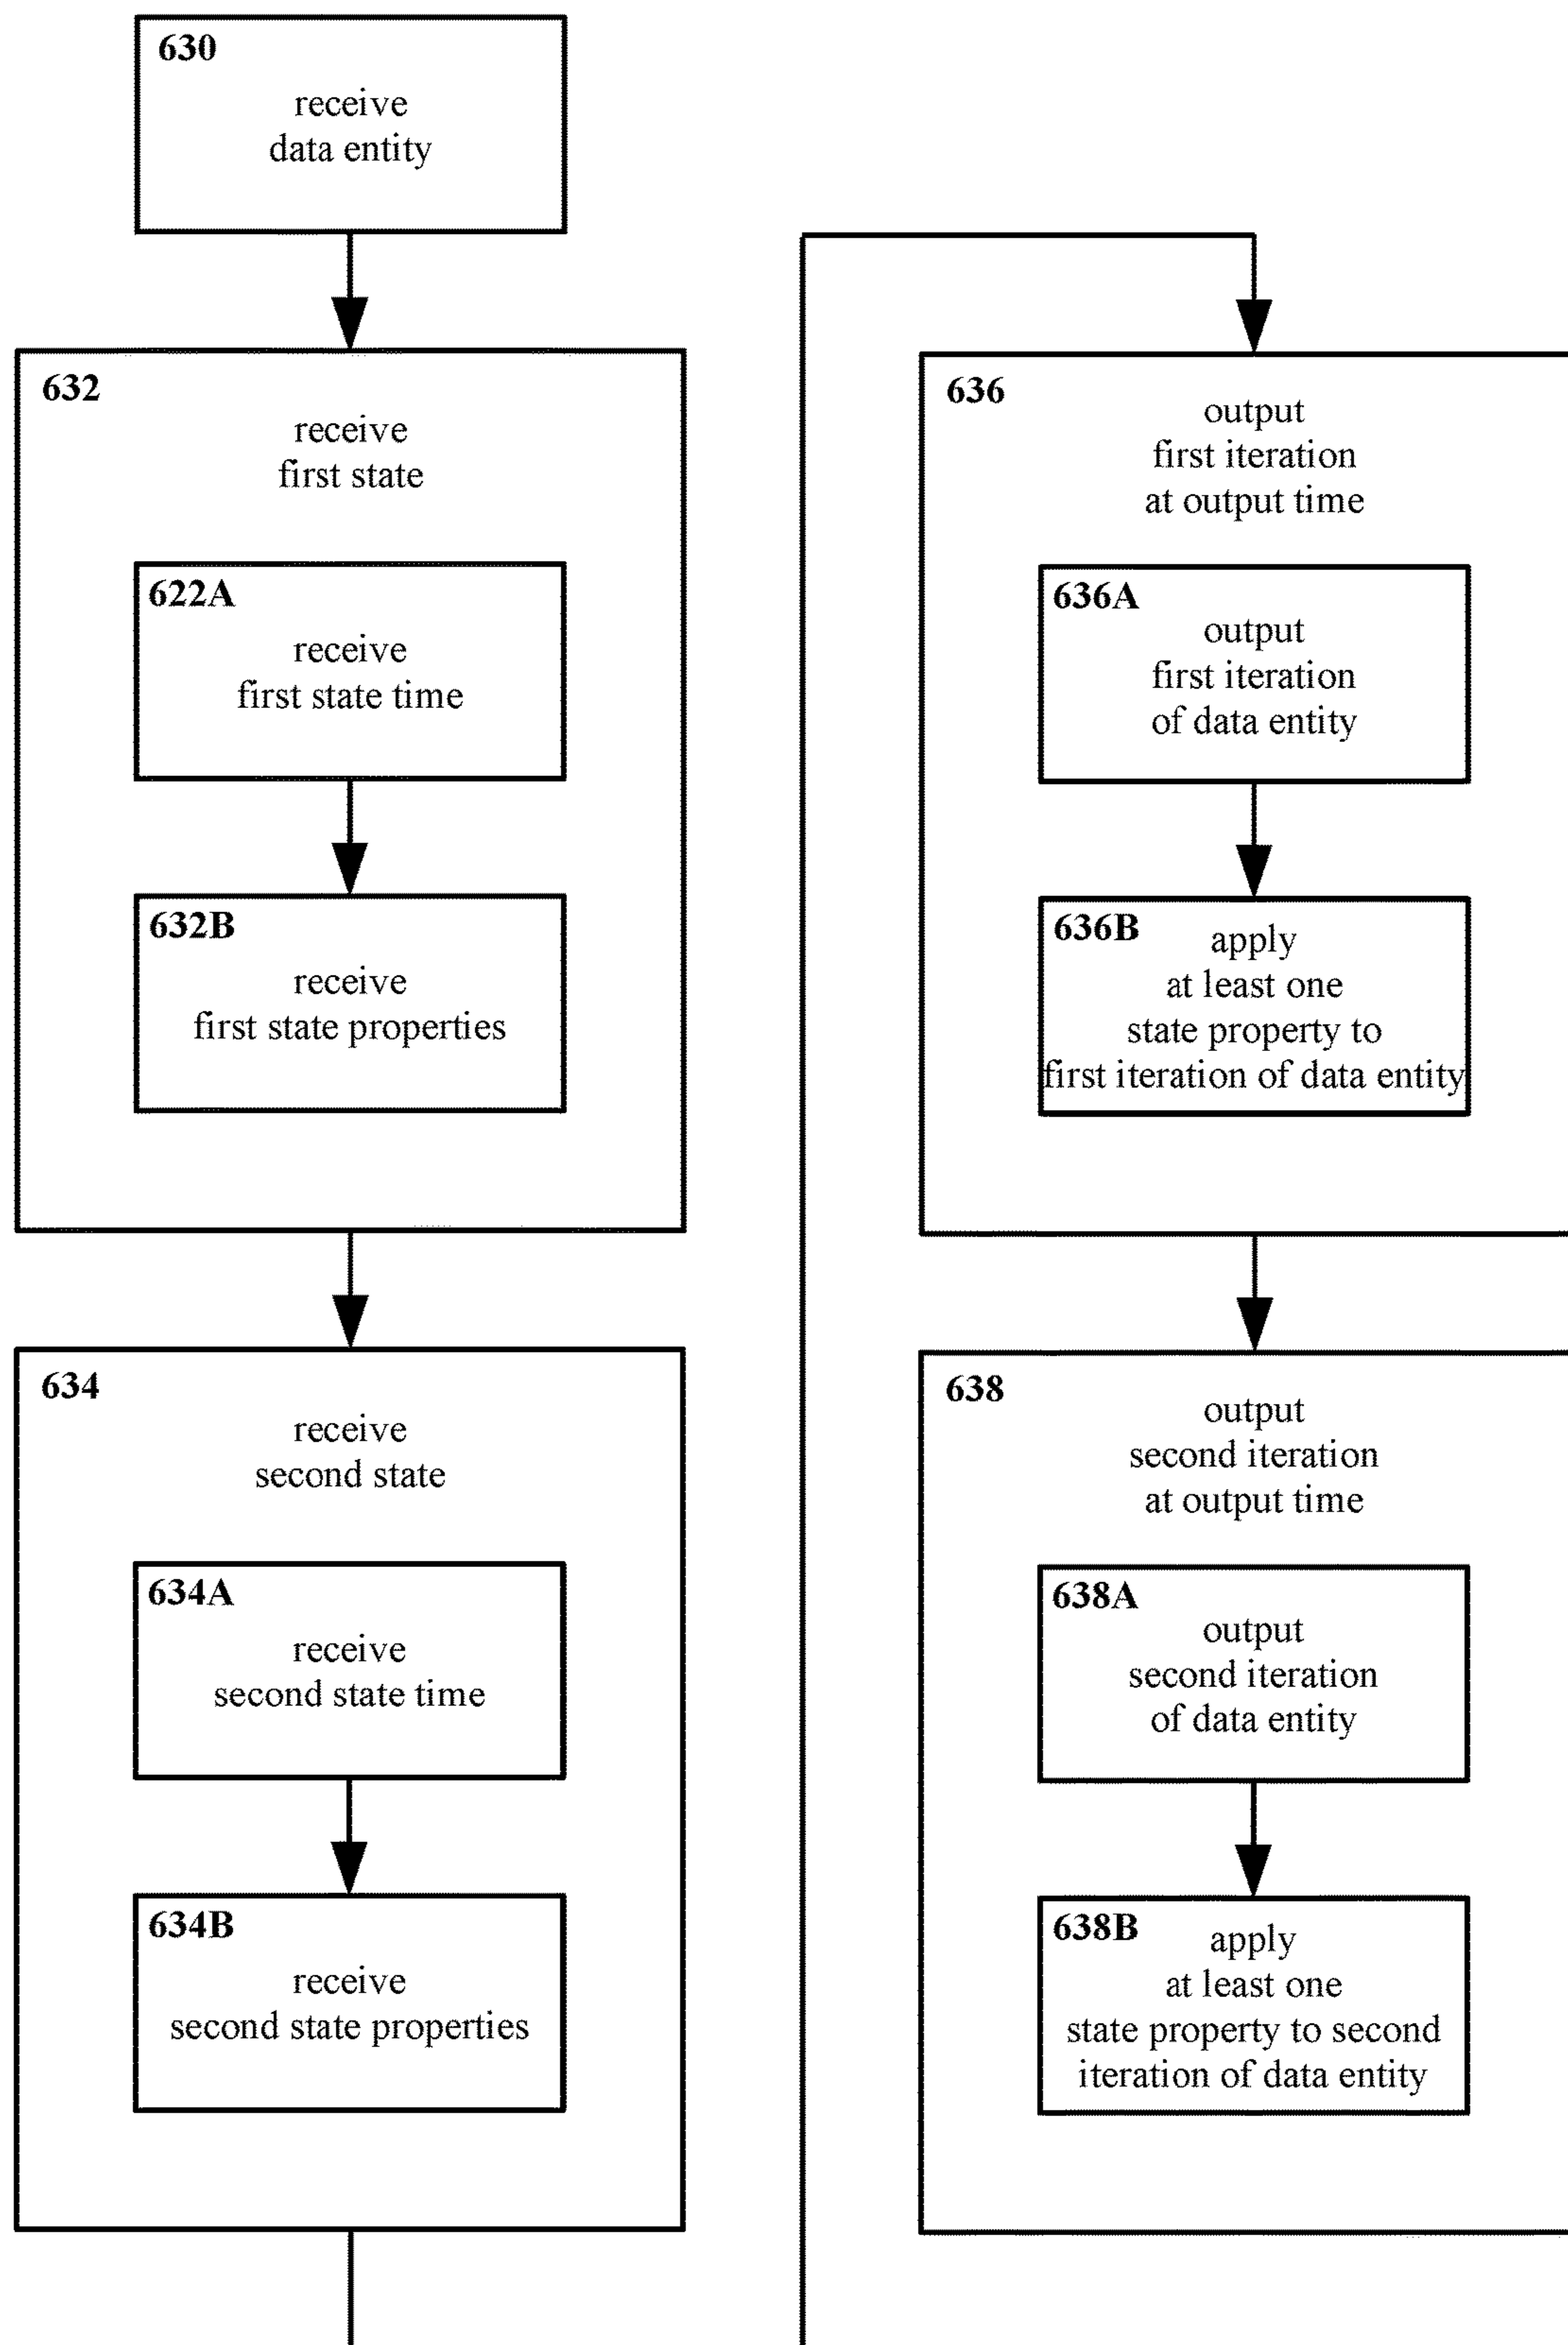 630
receive
data entity
632
receive
first state
622A
receive
first state time
632B
receive
first state properties
634
receive
second state
634A
receive
second state time
634B
receive
second state properties
636
output
first iteration
at output time
636A
output
first iteration
of data entity
636B
apply
at least one
state property to
first iteration of data entity
638
output
second iteration
at output time
638A
output
second iteration
of data entity
638B
apply
at least one
state property to second
iteration of data entity